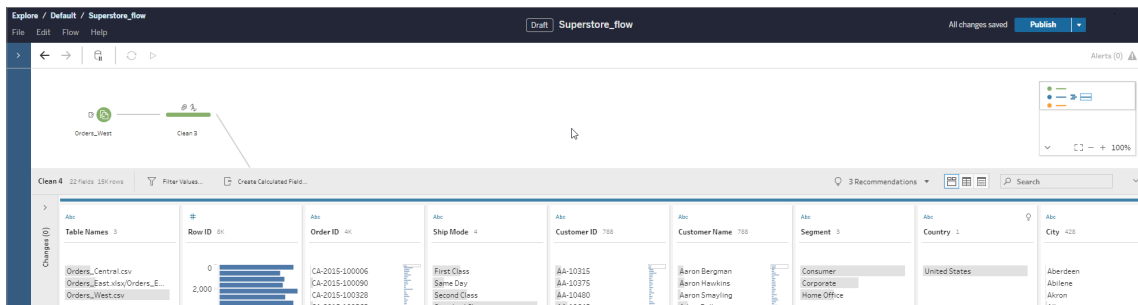 Explore / Default / Superstore_flow
File Edit Flow Help
Draft Superstore_flow
All changes saved Publish
Alerts (0)
Orders_West
Clean 3
100%
Clean 4 22 fields 15K rows Filter Values... Create Calculated Field... 3 Recommendations Search
Changes (0)
Abc # Abc Abc Abc Abc Abc Abc Abc
Table Names 3 Row ID 8K Order ID 4K Ship Mode 4 Customer ID 788 Customer Name 788 Segment 3 Country 1 City 428
Orders_Central.csv 0 CA-2015-100006 First Class AA-10315 Aaron Bergman Consumer United States Aberdeen
Orders_East.xlsx/Orders_E... CA-2015-100090 Same Day AA-10375 Aaron Hawkins Corporate Abilene
Orders_West.csv 2,000 CA-2015-100328 Second Class AA-10480 Aaron Smayling Home Office Akron